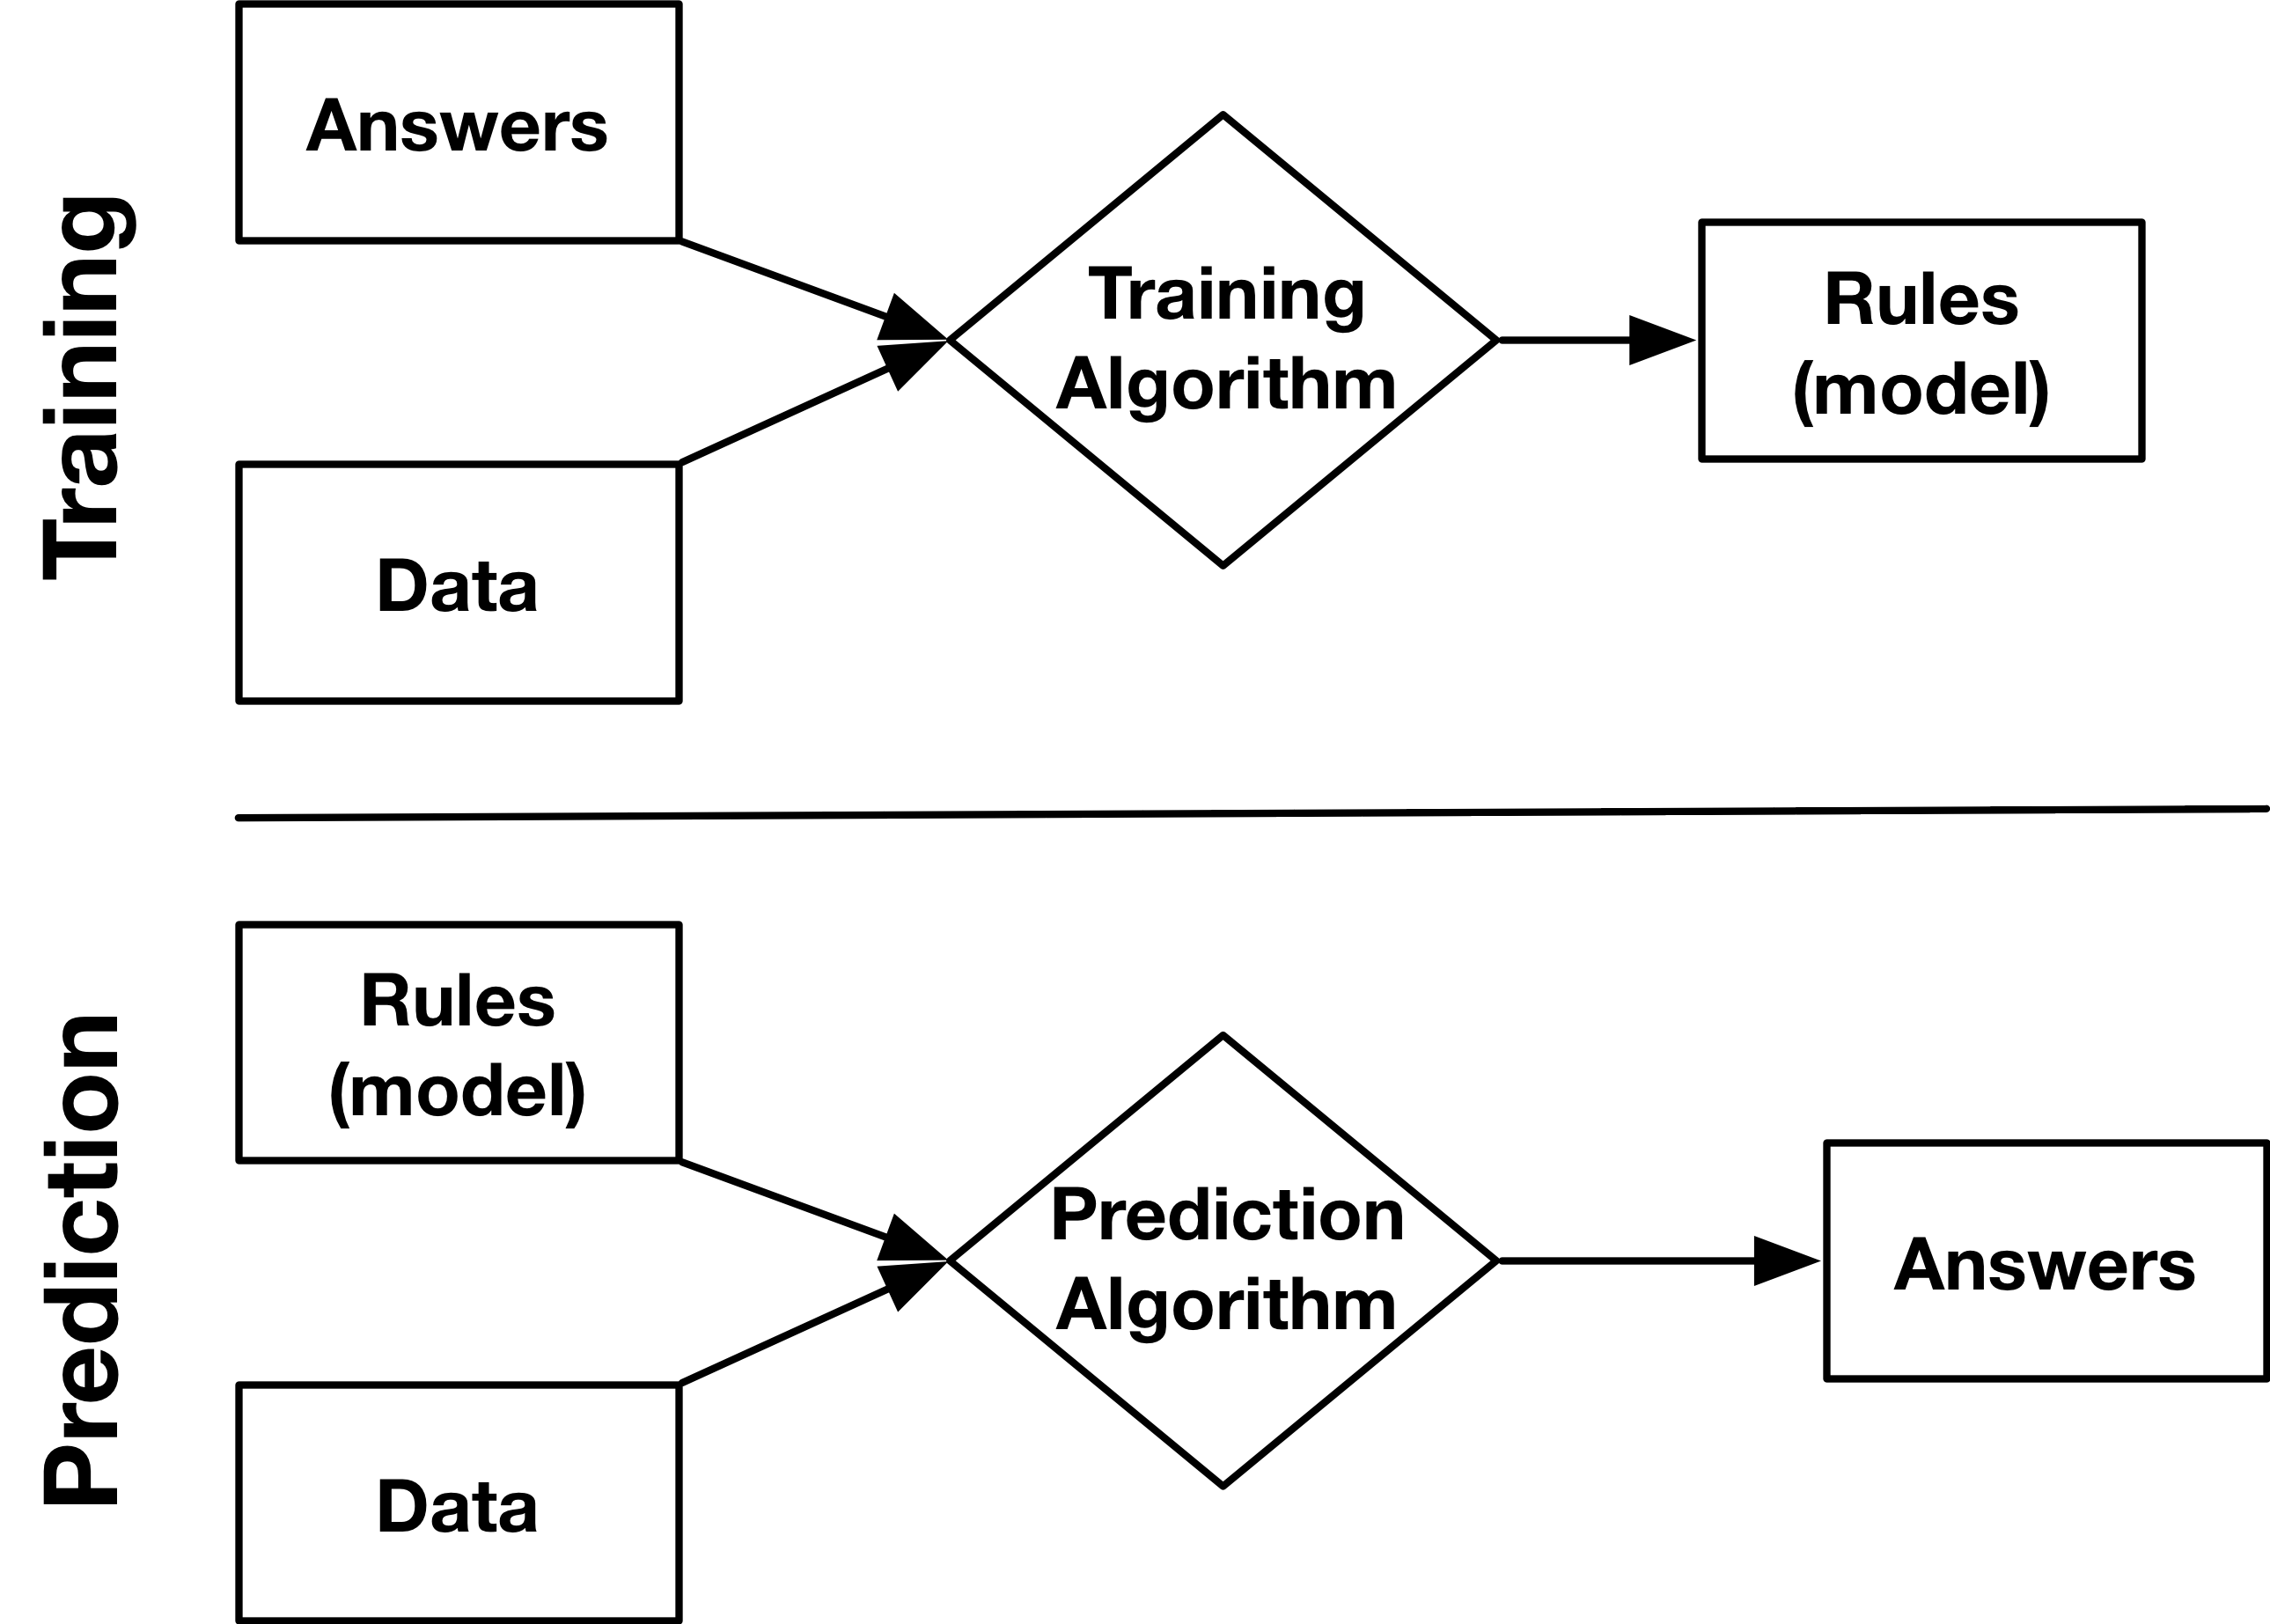 Training
Answers
Data
Training
Algorithm
Rules
(model)
Prediction
Rules
(model)
Data
Prediction
Algorithm
Answers